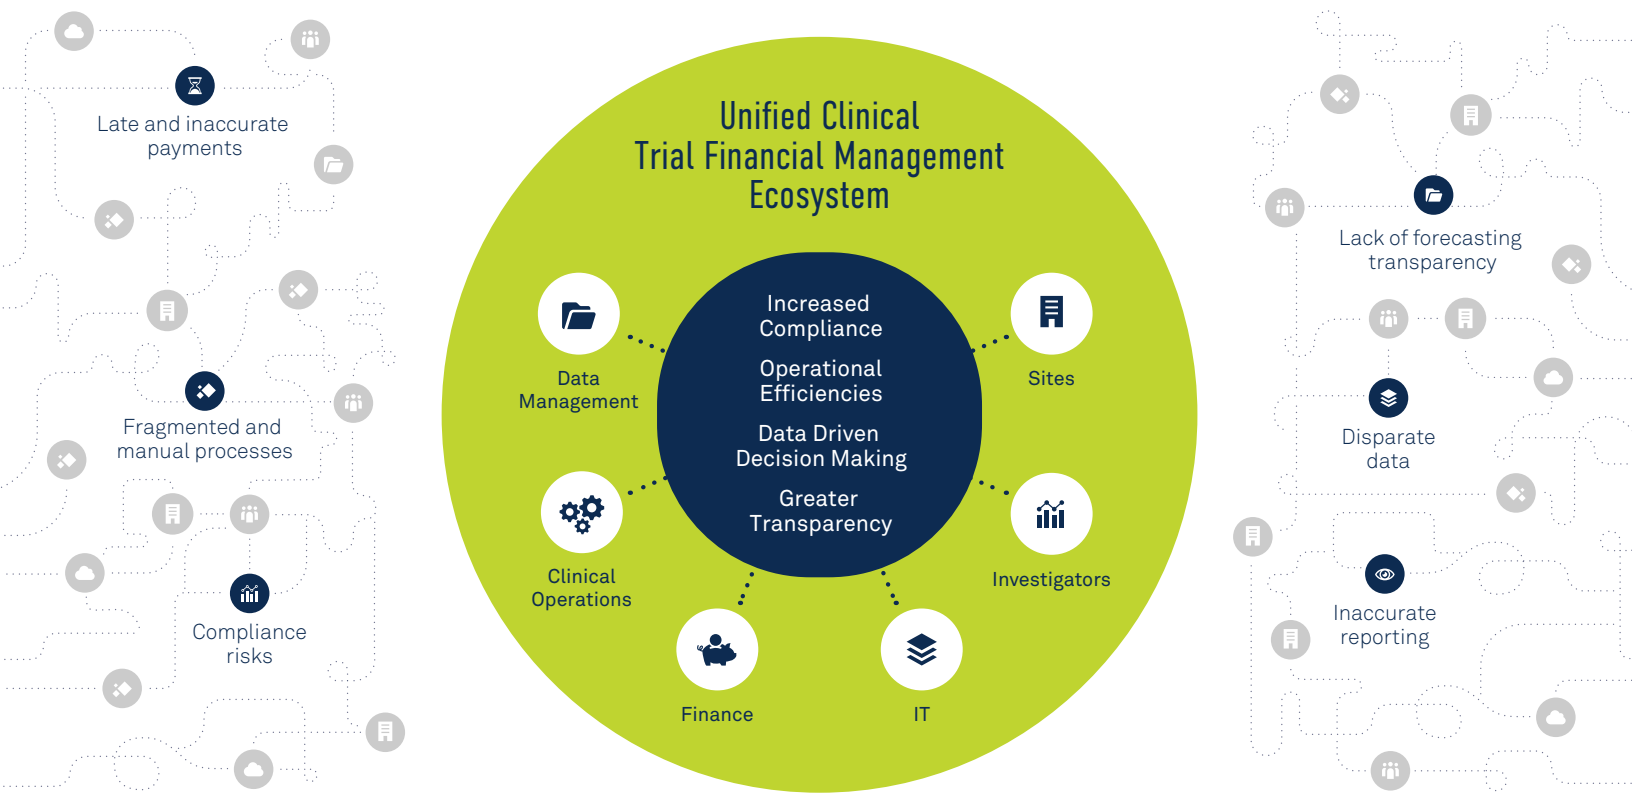 Late and inaccurate
payments
Fragmented and
manual processes
Compliance
risks
Unified Clinical
Trial Financial Management
Ecosystem
Increased
Compliance
Operational
Efficiencies
Data Driven
Decision Making
Greater
Transparency
Data
Management
Clinical
Operations
Finance
IT
Investigators
Sites
Lack of forecasting
transparency
Disparate
data
Inaccurate
reporting